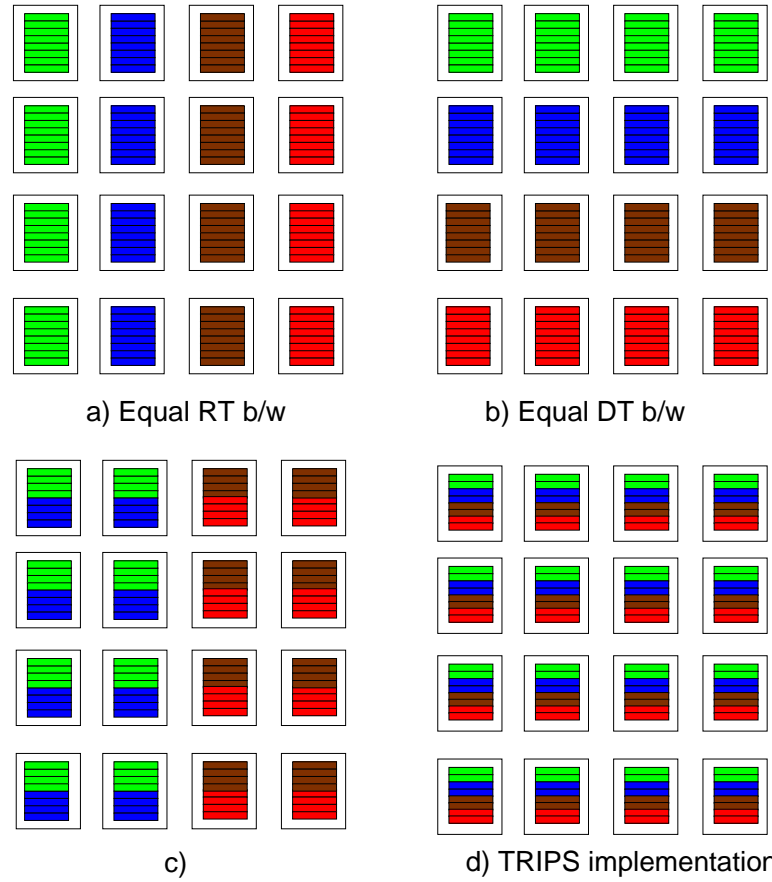 a) Equal RT b/w
b) Equal DT b/w
c)
d) TRIPS implementation